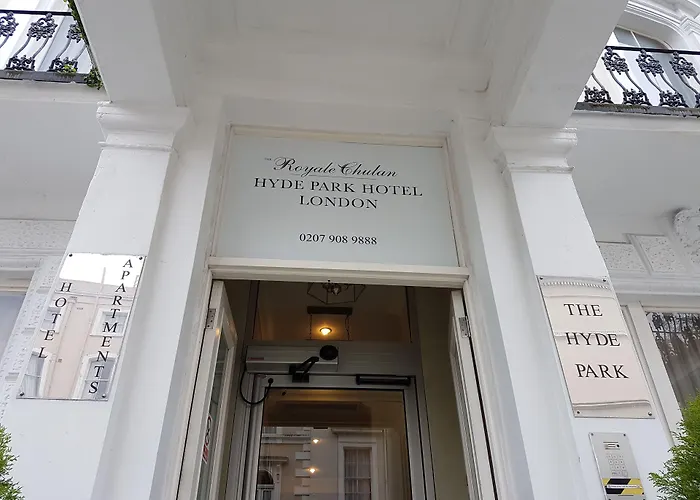 THE Royale Chulan
HYDE PARK HOTEL
LONDON
0207 908 9888
HOTEL
APARTMENTS
THE
HYDE
PARK